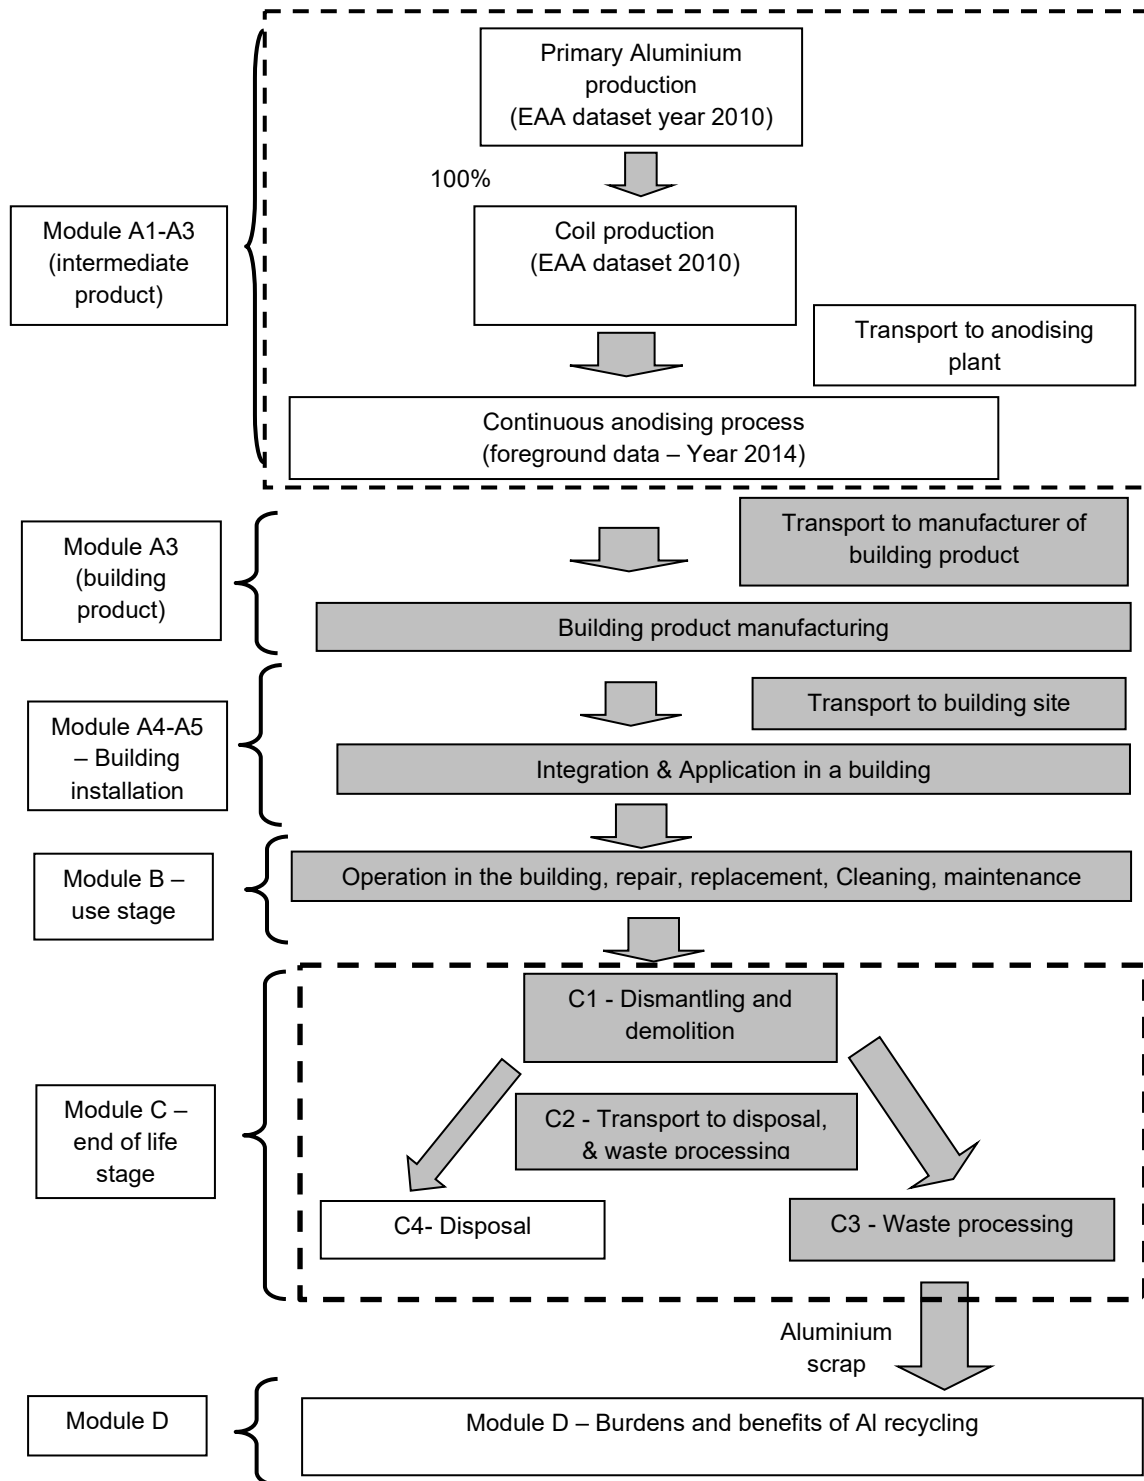 Primary Aluminium
production
(EAA dataset year 2010)
100%
Module A1-A3
(intermediate
product)
Coil production
(EAA dataset 2010)
Transport to anodising
plant
Continuous anodising process
(foreground data – Year 2014)
Module A3
(building
product)
Transport to manufacturer of
building product
Building product manufacturing
Module A4-A5
– Building
installation
Transport to building site
Integration & Application in a building
Module B –
use stage
Operation in the building, repair, replacement, Cleaning, maintenance
Module C –
end of life
stage
C1 - Dismantling and
demolition
C2 - Transport to disposal,
& waste processing
C4- Disposal
C3 - Waste processing
Aluminium
scrap
Module D
Module D – Burdens and benefits of Al recycling